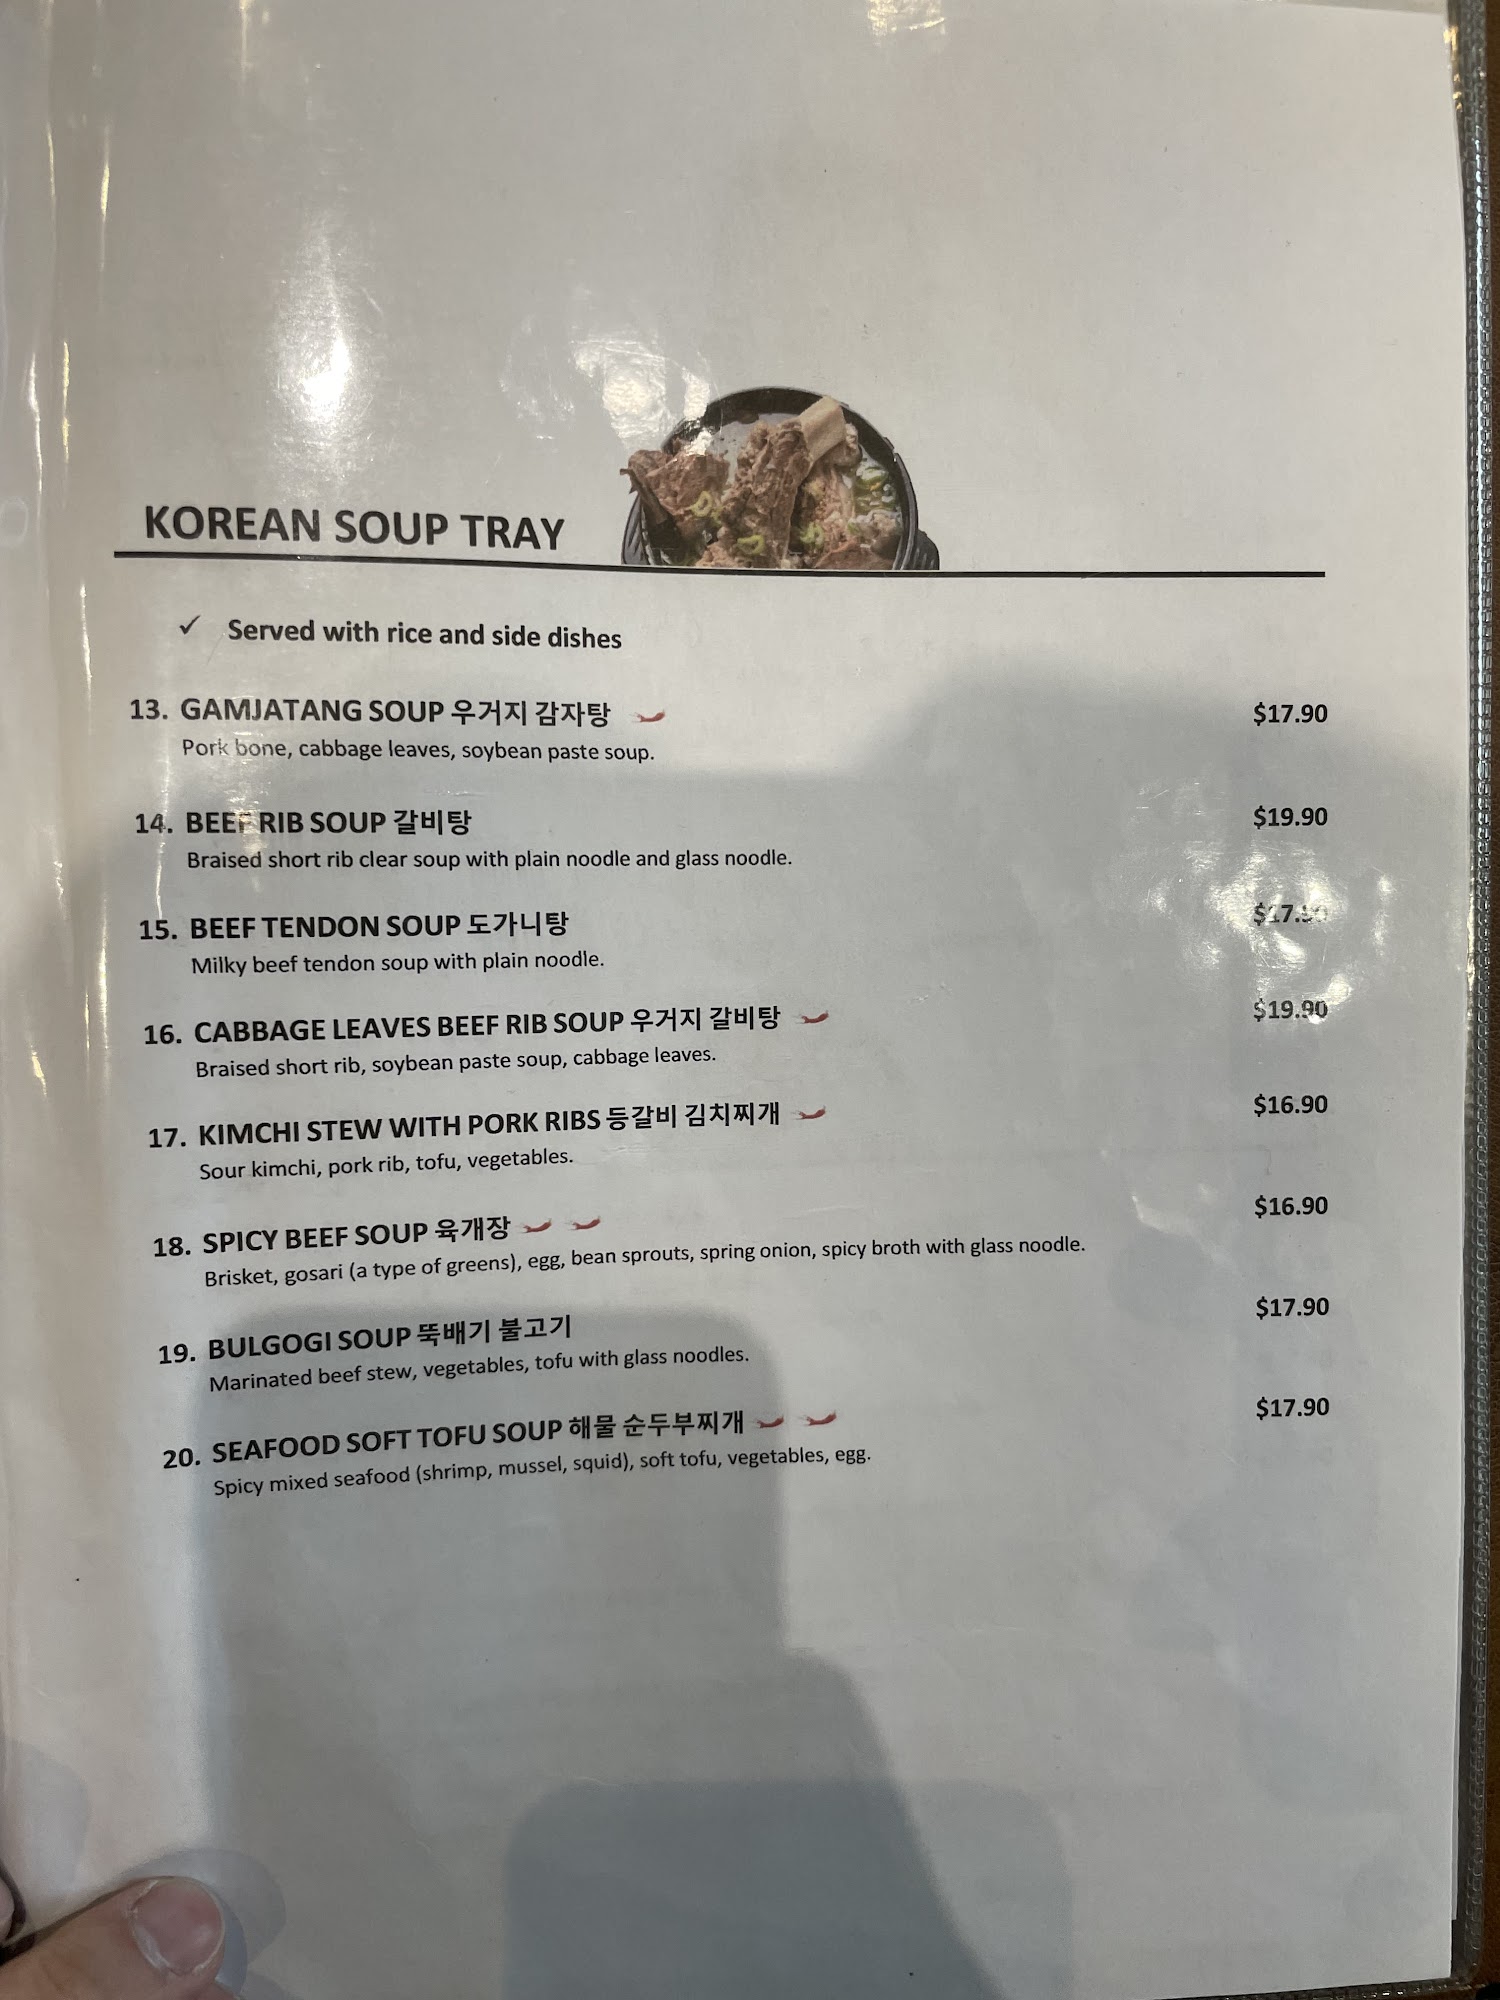 KOREAN SOUP TRAY
✓ Served with rice and side dishes
13. GAMJATANG SOUP 우거지 감자탕 $17.90
Pork bone, cabbage leaves, soybean paste soup.
14. BEEF RIB SOUP 갈비탕 $19.90
Braised short rib clear soup with plain noodle and glass noodle.
15. BEEF TENDON SOUP 도가니탕 $17.90
Milky beef tendon soup with plain noodle.
16. CABBAGE LEAVES BEEF RIB SOUP 우거지 갈비탕 $19.90
Braised short rib, soybean paste soup, cabbage leaves.
17. KIMCHI STEW WITH PORK RIBS 등갈비 김치찌개 $16.90
Sour kimchi, pork rib, tofu, vegetables.
18. SPICY BEEF SOUP 육개장 $16.90
Brisket, gosari (a type of greens), egg, bean sprouts, spring onion, spicy broth with glass noodle.
19. BULGOGI SOUP 뚝배기 불고기 $17.90
Marinated beef stew, vegetables, tofu with glass noodles.
20. SEAFOOD SOFT TOFU SOUP 해물 순두부찌개 $17.90
Spicy mixed seafood (shrimp, mussel, squid), soft tofu, vegetables, egg.